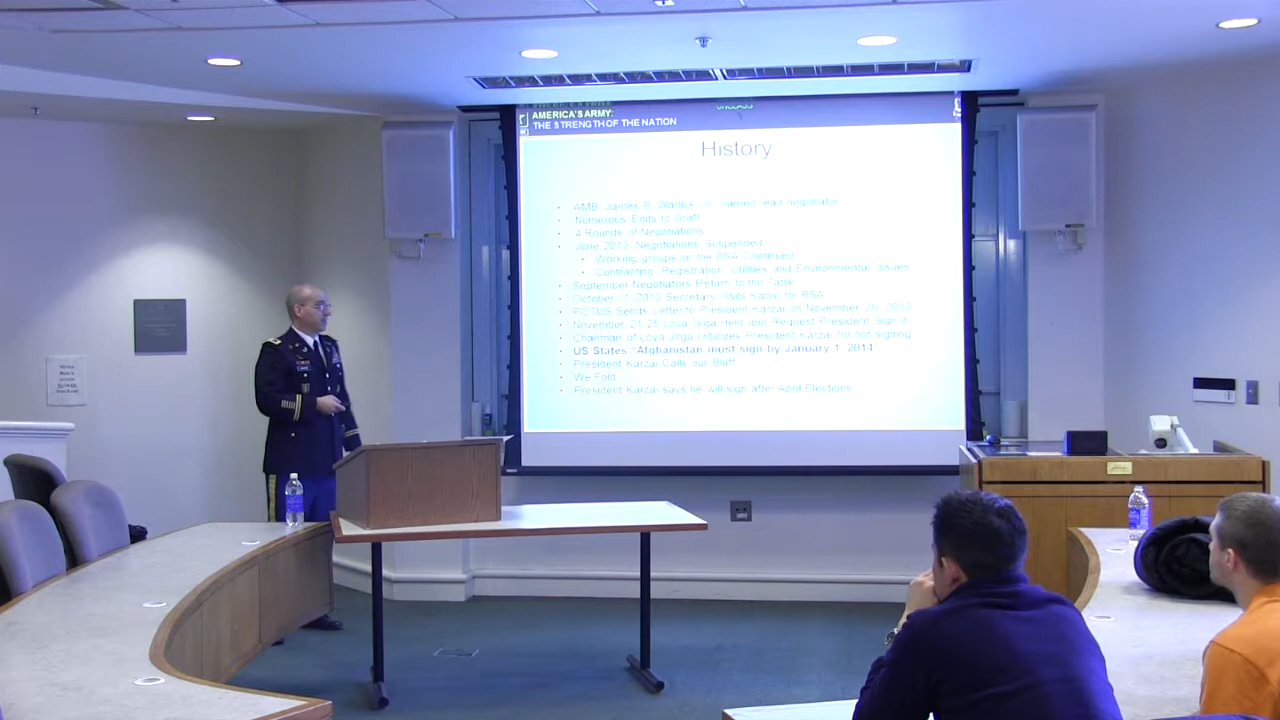 AMERICA'S ARMY:
THE STRENGTH OF THE NATION
UNCLASS
History
• AMB. James B. Warlick, Jr. named lead negotiator
• Numerous Edits to Draft
• 4 Rounds of Negotiations
• June 2013, Negotiations Suspended
• Working groups on the BSA Continued
• Contracting, Registration, Utilities and Environmental Issues
• September Negotiators Return to the Table
• October 11, 2013 Secretary Visits Karzai for BSA
• POTUS Sends Letter to President Karzai on November 20, 2013
• November 21-25 Loya Jirga Held and Request President Sign it
• Chairman of Loya Jirga criticizes President Karzai for not signing
• US States "Afghanistan must sign by January 1, 2014
• President Karzai Calls our Bluff
• We Fold
• President Karzai says he will sign after April Elections